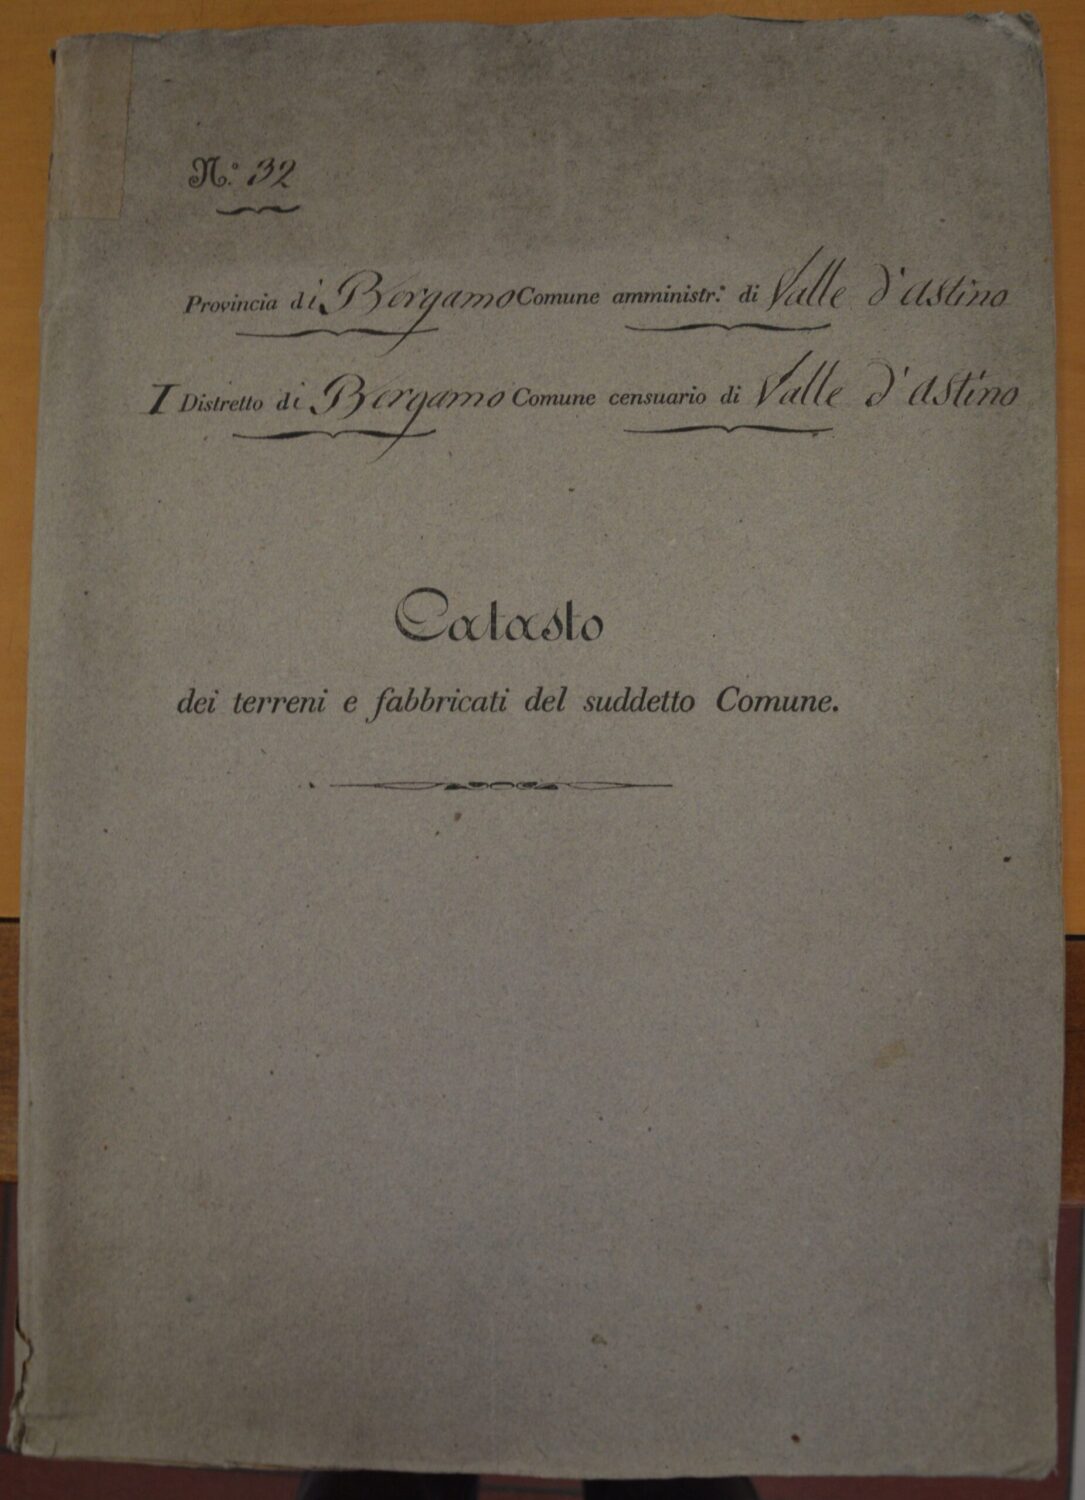 N.º 32
Provincia di Bergamo Comune amministr.º di Valle d'Astino
I Distretto di Bergamo Comune censuario di Valle d'Astino
Catasto
dei terreni e fabbricati del suddetto Comune.